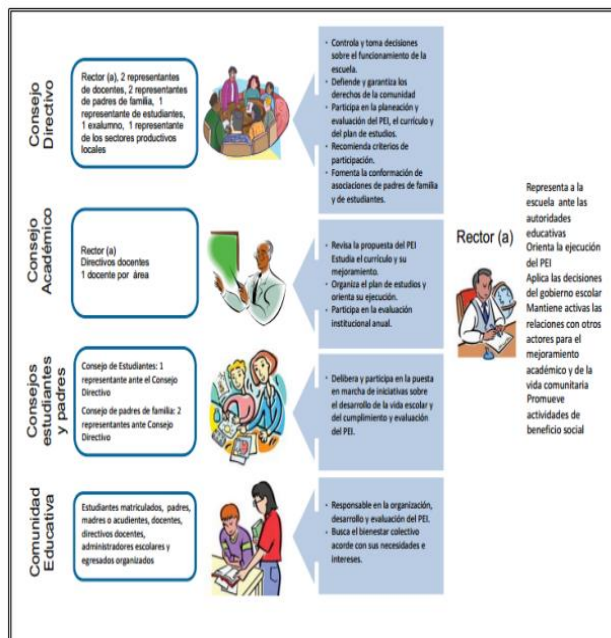 Consejo
Directivo
Rector (a), 2 representantes
de docentes, 2 representantes
de padres de familia, 1
representante de estudiantes,
1 exalumno, 1 representante
de los sectores productivos
locales
· Controla y toma decisiones
sobre el funcionamiento de la
escuela.
· Defiende y garantiza los
derechos de la comunidad
· Participa en la planeación y
evaluación del PEI, el currículo y
del plan de estudios.
· Recomienda criterios de
participación.
· Fomenta la conformación de
asociaciones de padres de familia
y de estudiantes.
Consejo
Académico
Rector (a)
Directivos docentes
1 docente por área
· Revisa la propuesta del PEI
Estudia el currículo y su
mejoramiento.
· Organiza el plan de estudios y
orienta su ejecución.
· Participa en la evaluación
institucional anual.
Consejos
estudiantes
y padres
Consejo de Estudiantes: 1
representante ante el Consejo
Directivo
Consejo de padres de familia: 2
representantes ante Consejo
Directivo
· Delibera y participa en la puesta
en marcha de iniciativas sobre
el desarrollo de la vida escolar y
del cumplimiento y evaluación
del PEI.
Comunidad
Educativa
Estudiantes matriculados, padres,
madres o acudientes, docentes,
directivos docentes,
administradores escolares y
egresados organizados
· Responsable en la organización,
desarrollo y evaluación del PEI.
· Busca el bienestar colectivo
acorde con sus necesidades e
intereses.
Rector (a)
Representa a la
escuela ante las
autoridades
educativas
Orienta la ejecución
del PEI
Aplica las decisiones
del gobierno escolar
Mantiene activas las
relaciones con otros
actores para el
mejoramiento
académico y de la
vida comunitaria
Promueve
actividades de
beneficio social